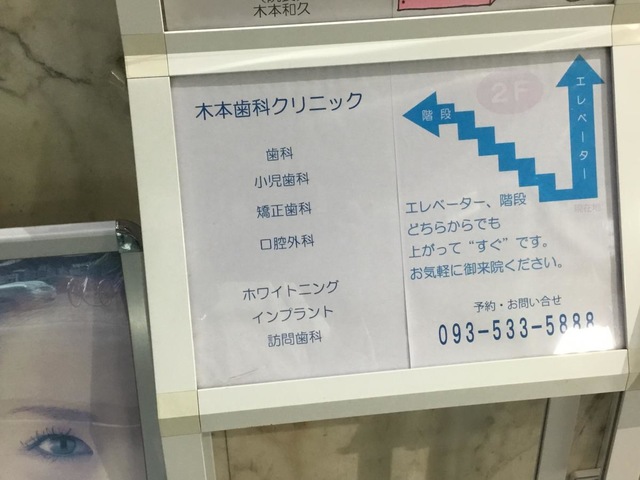 木本和久
木本歯科クリニック
歯科
小児歯科
矯正歯科
口腔外科
ホワイトニング
インプラント
訪問歯科
2F
階段
エレベーター
現在地
エレベーター、階段
どちらからでも
上がって“すぐ”です。
お気軽に御来院ください。
予約・お問い合せ
093-533-5888